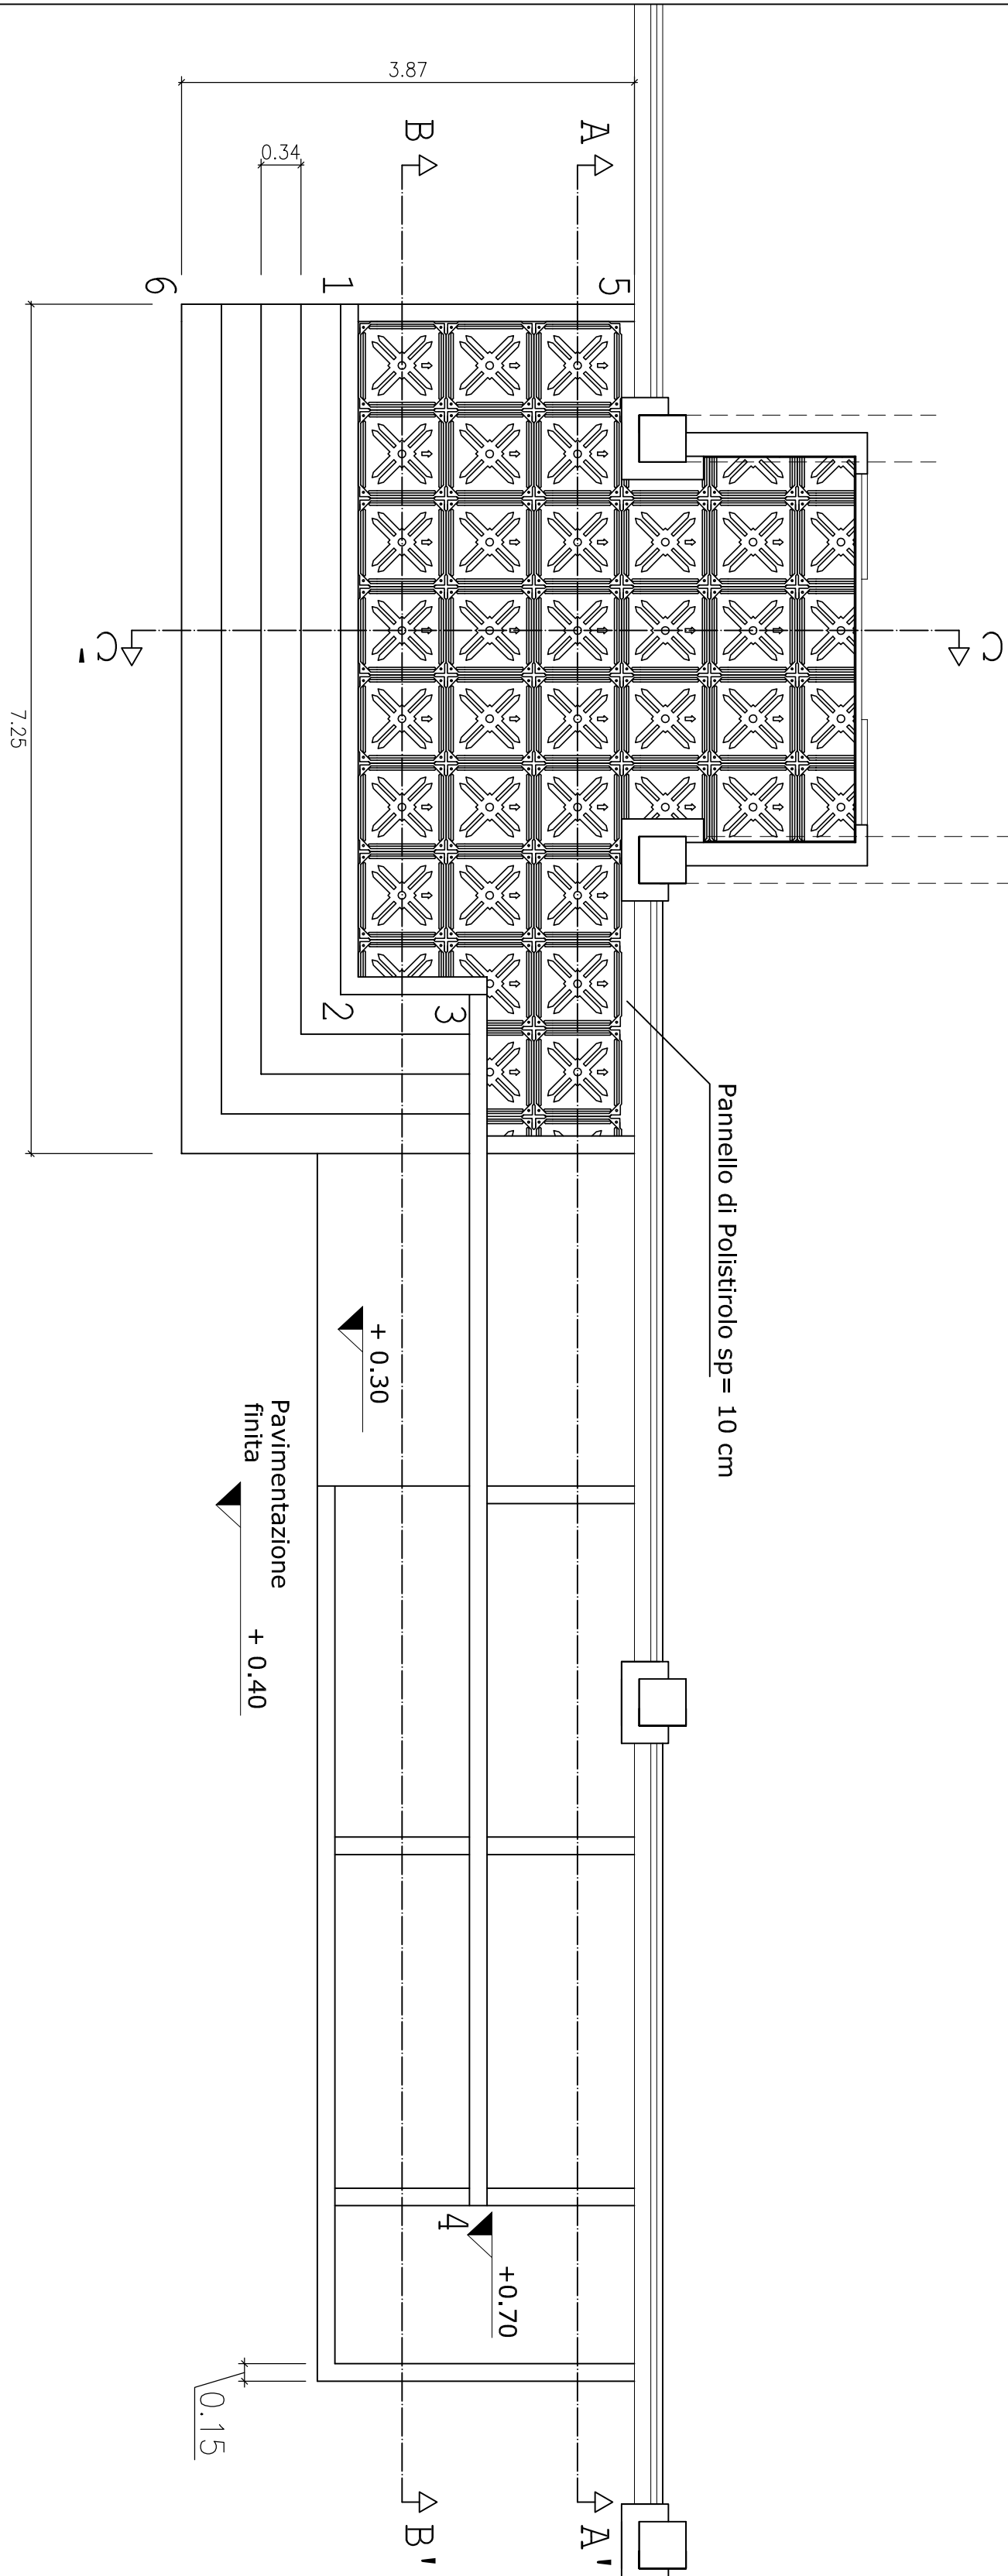 3.87
B
A
0.34
6
1
5
C'
C
7.25
2
3
Pannello di Polistirolo sp= 10 cm
+ 0.30
Pavimentazione
finita
+ 0.40
4
+0.70
0.15
B'
A'